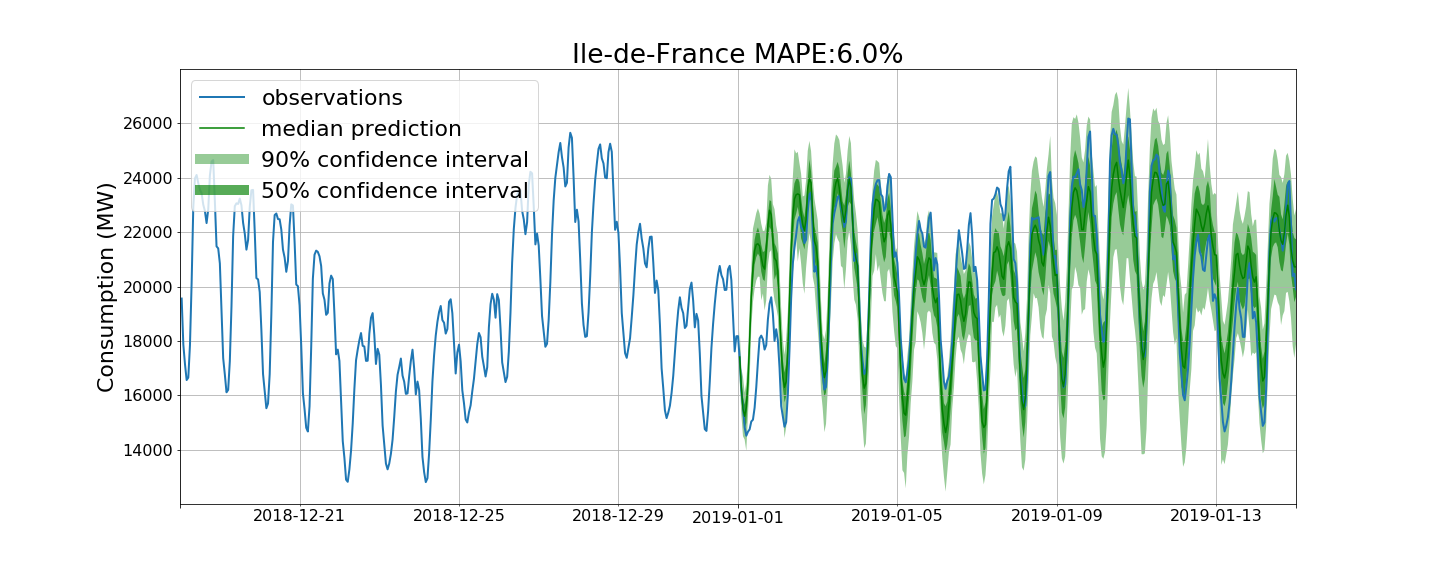 Ile-de-France MAPE:6.0%
observations
median prediction
90% confidence interval
50% confidence interval
Consumption (MW)
26000
24000
22000
20000
18000
16000
14000
2018-12-21
2018-12-25
2018-12-29
2019-01-01
2019-01-05
2019-01-09
2019-01-13